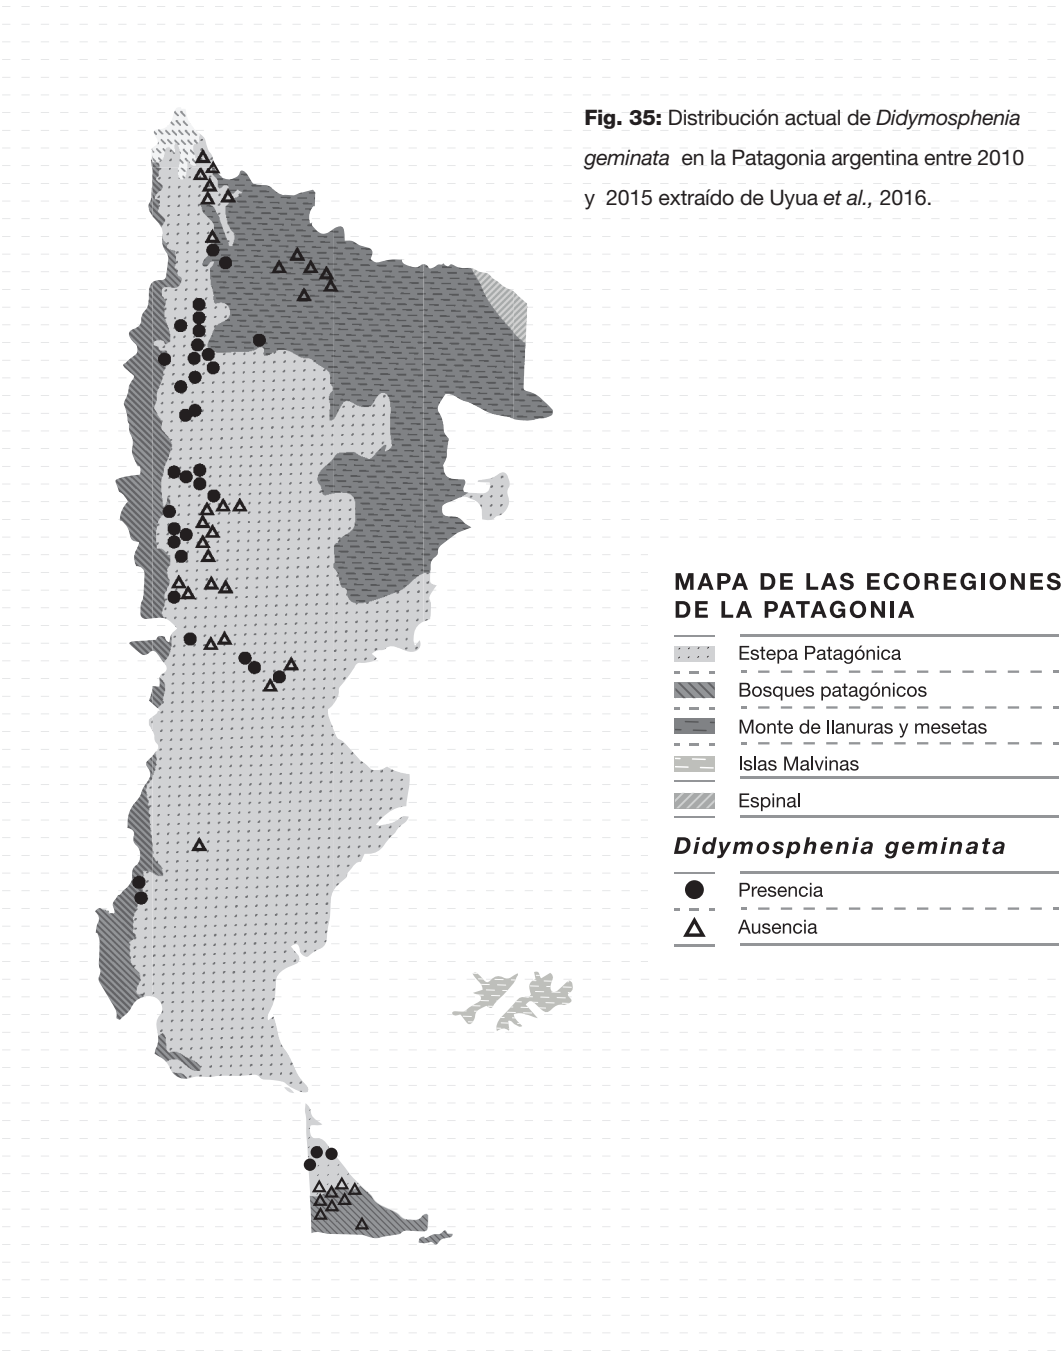 Fig. 35: Distribución actual de Didymosphenia
geminata en la Patagonia argentina entre 2010
y 2015 extraído de Uyua et al., 2016.
MAPA DE LAS ECOREGIONES
DE LA PATAGONIA
Estepa Patagónica
Bosques patagónicos
Monte de llanuras y mesetas
Islas Malvinas
Espinal
Didymosphenia geminata
Presencia
Ausencia